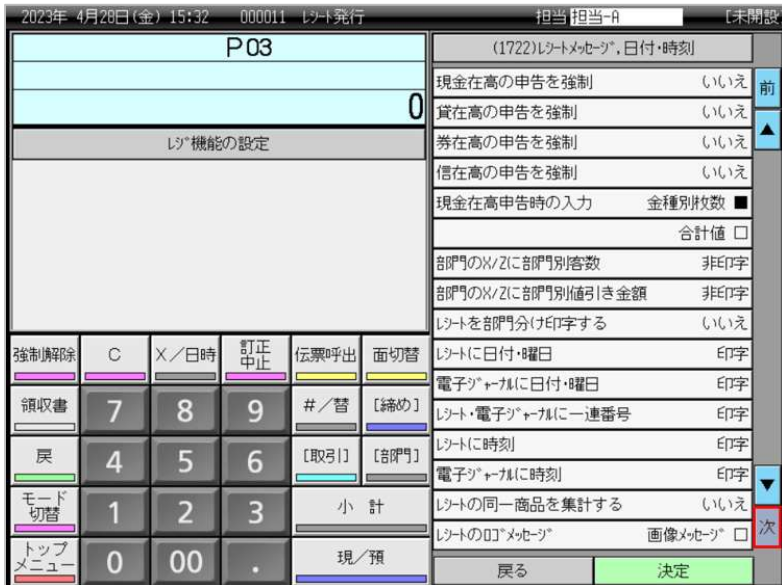 2023年 4月28日(金) 15:32 000011 ﾚｼｰﾄ発行 担当 担当-A [未開設
P03
0
ﾚｼﾞ機能の設定
強制解除 C X/日時 訂正中止 伝票呼出 面切替
領収書 7 8 9 #/替 [締め]
戻 4 5 6 [取引] [部門]
モード切替 1 2 3 小 計
トップメニュー 0 00 . 現/預
(1722)ﾚｼｰﾄﾒｯｾｰｼﾞ,日付・時刻
現金在高の申告を強制 いいえ
前
貸在高の申告を強制 いいえ
▲
券在高の申告を強制 いいえ
信在高の申告を強制 いいえ
現金在高申告時の入力 金種別枚数 ■
合計値 □
部門のX/Zに部門別客数 非印字
部門のX/Zに部門別値引き金額 非印字
ﾚｼｰﾄを部門分け印字する いいえ
ﾚｼｰﾄに日付・曜日 印字
電子ｼﾞｬｰﾅﾙに日付・曜日 印字
ﾚｼｰﾄ・電子ｼﾞｬｰﾅﾙに一連番号 印字
ﾚｼｰﾄに時刻 印字
電子ｼﾞｬｰﾅﾙに時刻 印字
▼
ﾚｼｰﾄの同一商品を集計する いいえ
次
ﾚｼｰﾄのﾛｺﾞﾒｯｾｰｼﾞ 画像ﾒｯｾｰｼﾞ □
戻る 決定